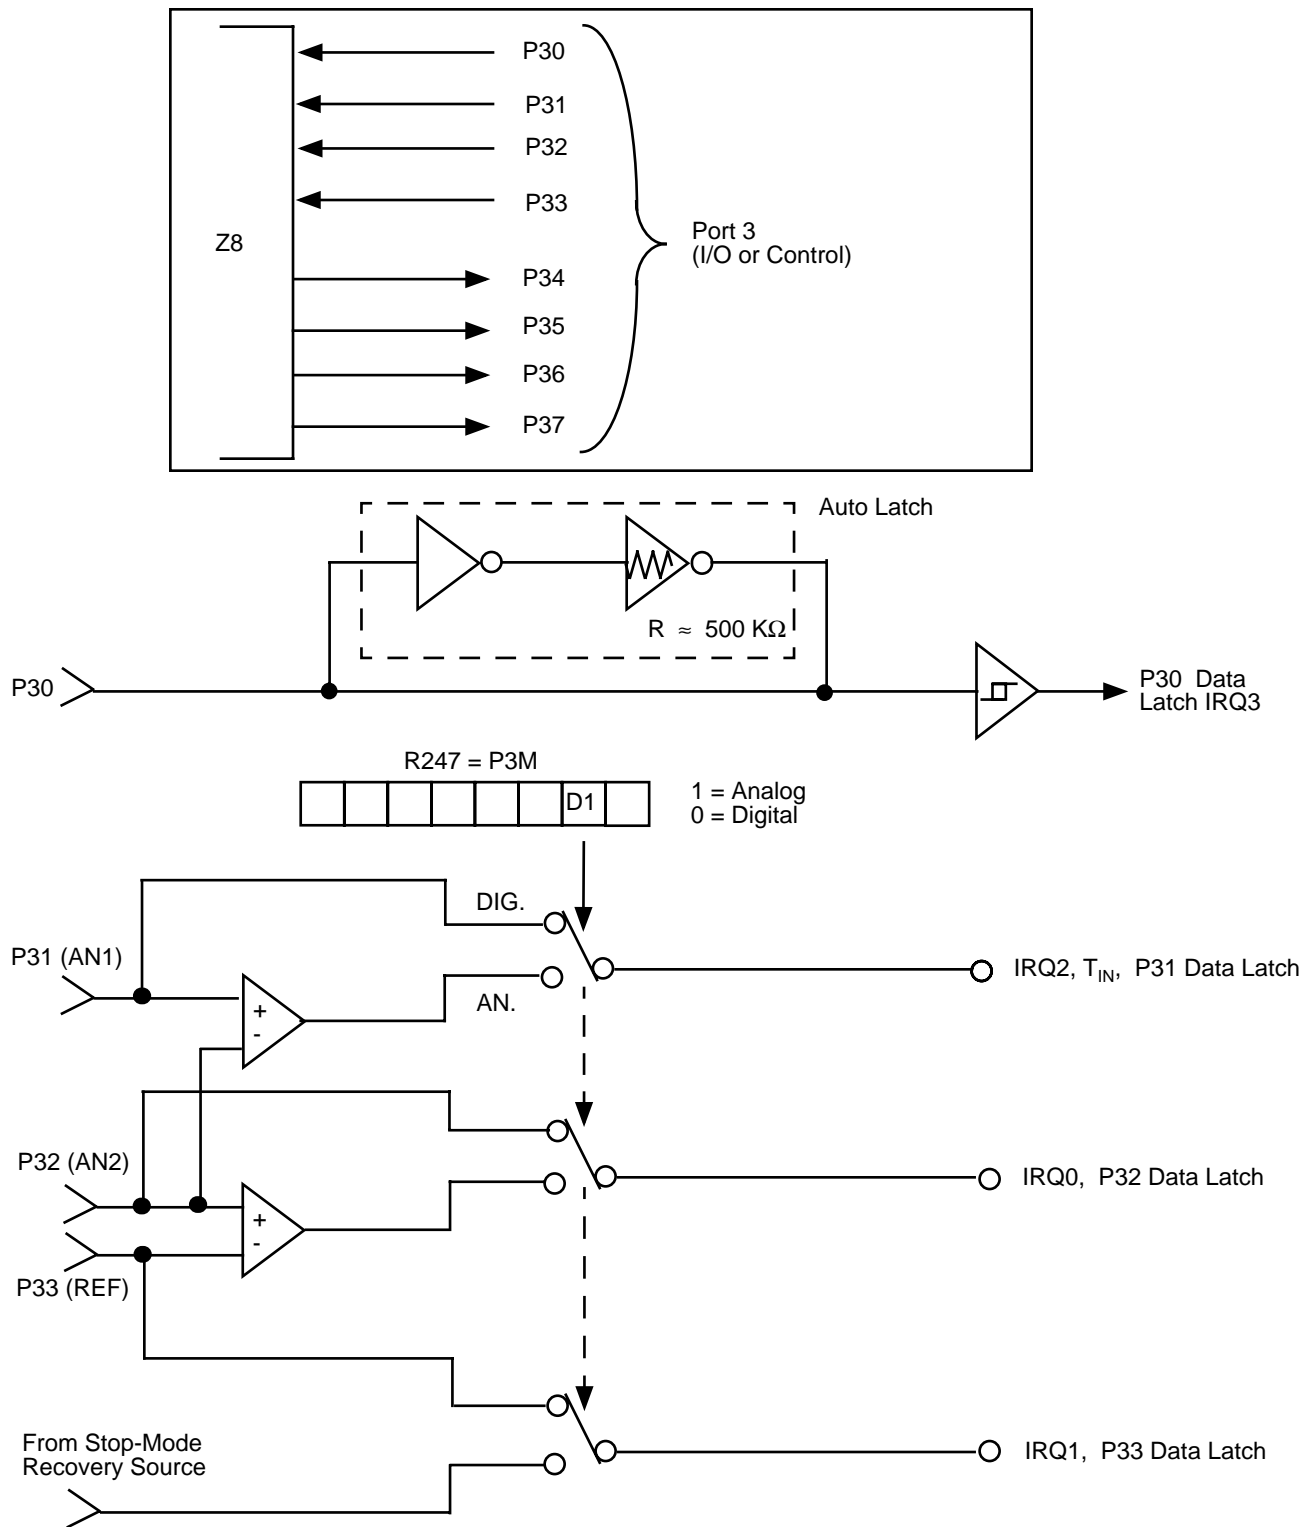 P30
P31
P32
P33
Z8
Port 3
(I/O or Control)
P34
P35
P36
P37
Auto Latch
R ≈ 500 KΩ
P30
P30 Data
Latch IRQ3
R247 = P3M
D1
1 = Analog
0 = Digital
DIG.
P31 (AN1)
+
-
AN.
IRQ2, TIN, P31 Data Latch
P32 (AN2)
+
-
IRQ0, P32 Data Latch
P33 (REF)
From Stop-Mode
Recovery Source
IRQ1, P33 Data Latch